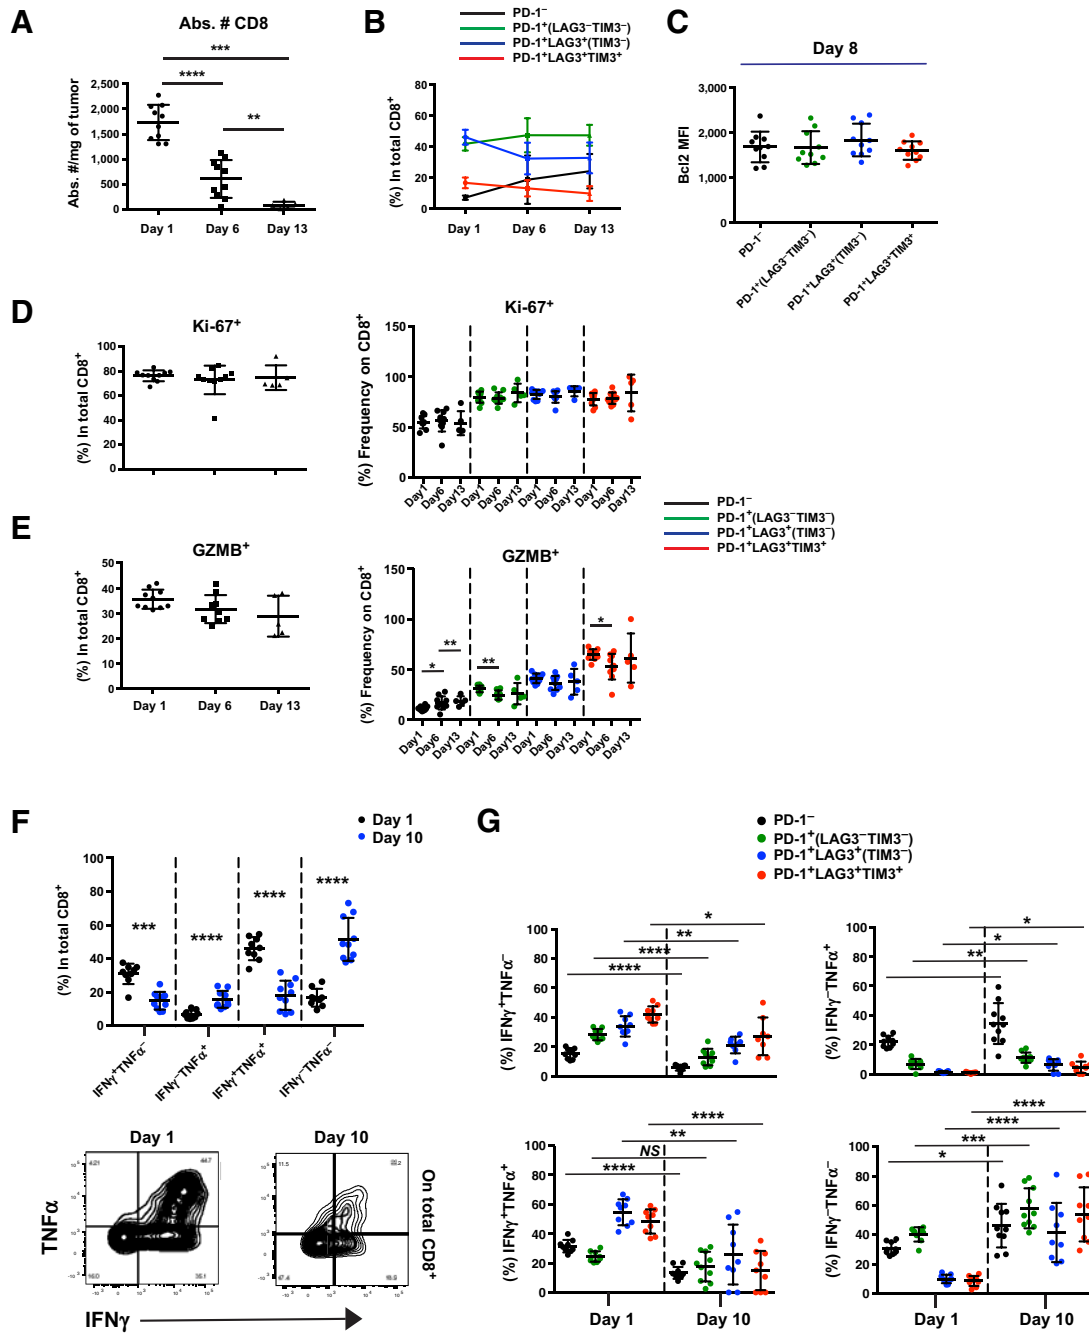 A
Abs. # CD8
***
****
**
Abs. #/mg of tumor
2,500
2,000
1,500
1,000
500
0
Day 1
Day 6
Day 13
B
PD-1⁻
PD-1⁺(LAG3⁻TIM3⁻)
PD-1⁺LAG3⁺(TIM3⁻)
PD-1⁺LAG3⁺TIM3⁺
(%) In total CD8⁺
80
60
40
20
0
Day 1
Day 6
Day 13
C
Day 8
Bcl2 MFI
3,000
2,000
1,000
0
PD-1⁻
PD-1⁺(LAG3⁻TIM3⁻)
PD-1⁺LAG3⁺(TIM3⁻)
PD-1⁺LAG3⁺TIM3⁺
D
Ki-67⁺
(%) In total CD8⁺
100
80
60
40
20
0
Ki-67⁺
(%) Frequency on CD8⁺
150
100
50
0
Day1
Day6
Day13
Day1
Day6
Day13
Day1
Day6
Day13
Day1
Day6
Day13
PD-1⁻
PD-1⁺(LAG3⁻TIM3⁻)
PD-1⁺LAG3⁺(TIM3⁻)
PD-1⁺LAG3⁺TIM3⁺
E
GZMB⁺
(%) In total CD8⁺
50
40
30
20
10
0
Day 1
Day 6
Day 13
GZMB⁺
(%) Frequency on CD8⁺
150
100
50
0
*
**
**
*
Day1
Day6
Day13
Day1
Day6
Day13
Day1
Day6
Day13
Day1
Day6
Day13
F
Day 1
Day 10
(%) In total CD8⁺
100
80
60
40
20
0
***
****
****
****
IFNγ⁺TNFα⁻
IFNγ⁻TNFα⁺
IFNγ⁺TNFα⁺
IFNγ⁻TNFα⁻
Day 1
Day 10
TNFα
IFNγ
On total CD8⁺
4.21
44.7
35.1
11.5
G
PD-1⁻
PD-1⁺(LAG3⁻TIM3⁻)
PD-1⁺LAG3⁺(TIM3⁻)
PD-1⁺LAG3⁺TIM3⁺
(%) IFNγ⁺TNFα⁻
100
80
60
40
20
0
*
**
****
****
(%) IFNγ⁻TNFα⁺
100
80
60
40
20
0
*
*
**
(%) IFNγ⁺TNFα⁺
100
80
60
40
20
0
****
**
NS
****
Day 1
Day 10
(%) IFNγ⁻TNFα⁻
100
80
60
40
20
0
****
****
***
*
Day 1
Day 10